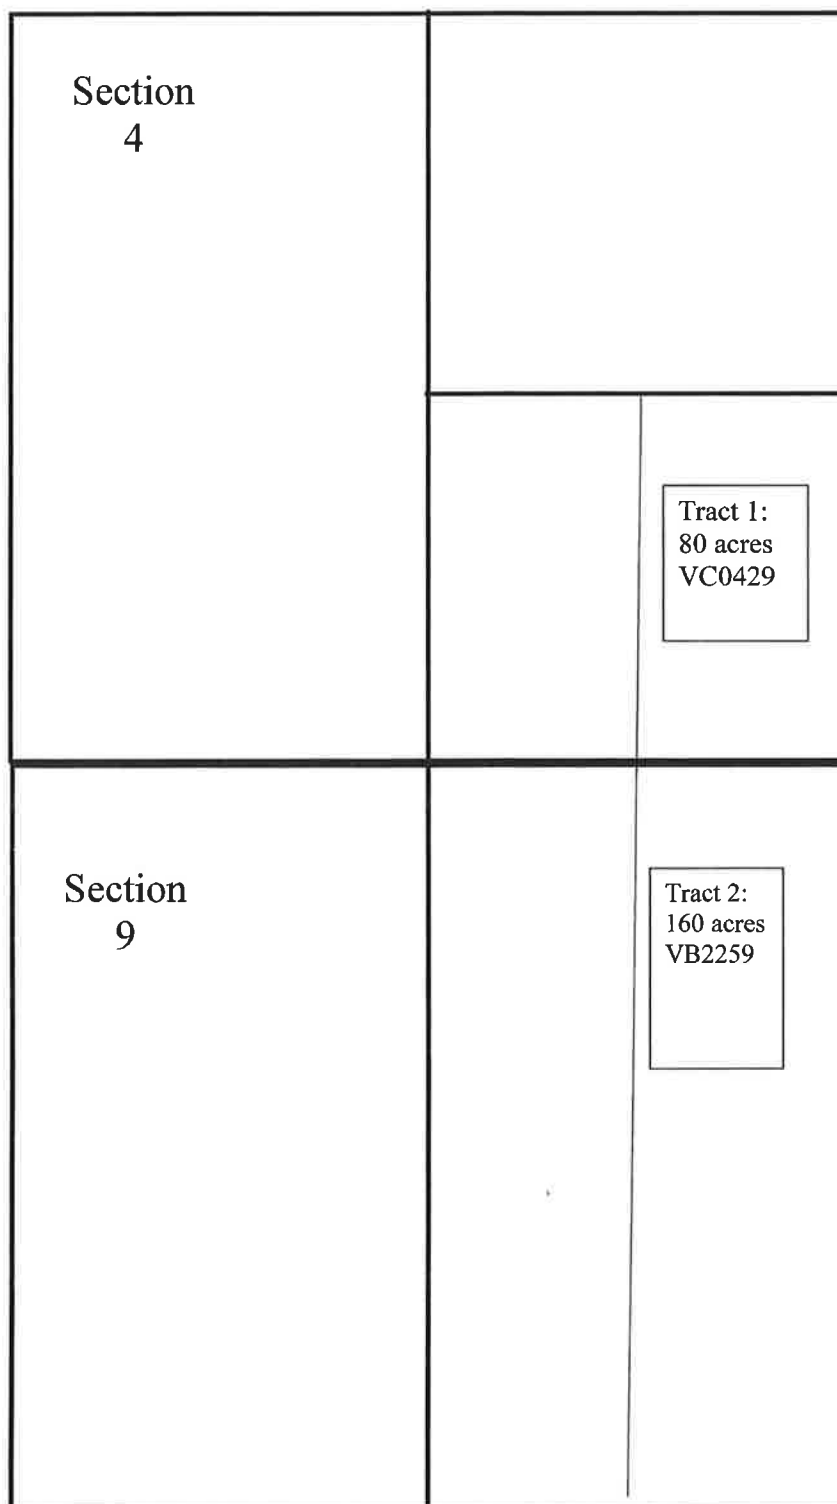 Section
4
Tract 1:
80 acres
VC0429
Section
9
Tract 2:
160 acres
VB2259